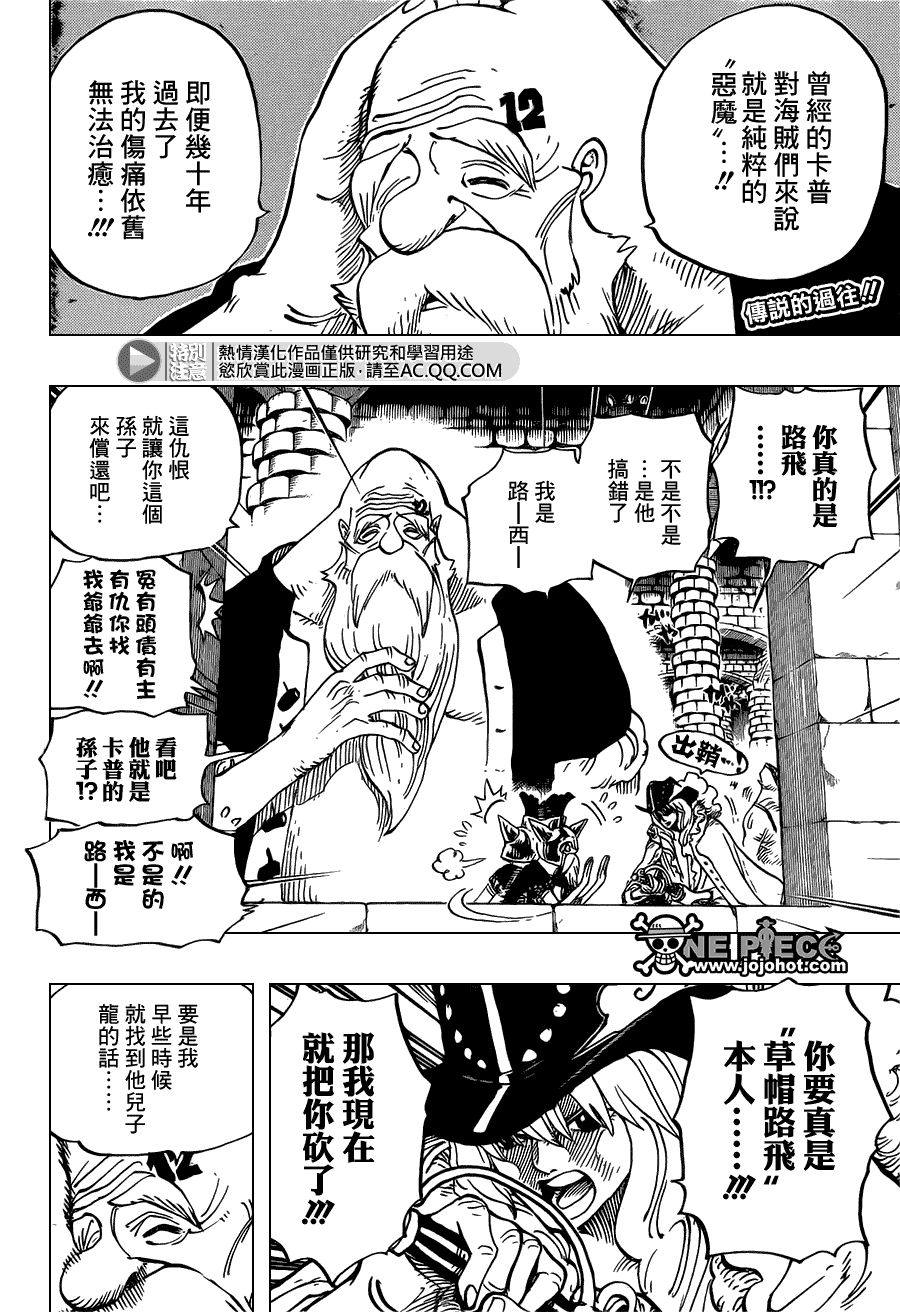 曾經的卡普
對海賊們來說
就是純粹的
〝惡魔〞…!!
即便幾十年
過去了
我的傷痛依舊
無法治癒…!!!
12
傳説的過往!!
特別
注意
熱情漢化作品僅供研究和學習用途
慾欣賞此漫画正版·請至AC.QQ.COM
你真的是
路飛
……!!?
不是不是
…是他
搞錯了
我是
路—西—
這仇恨
就讓你這個
孫子
來償還吧…
12
冤有頭債有主
有仇你找
我爺爺去啊!!
看吧
他就是
卡普的
孫子!?
啊!!
不是的
我是
路—西—
出鞘…!
ONE PIECE
www.jojohot.com
你要真是
〝草帽路飛〞
本人……!!!
那我現在
就把你砍了!!!
要是我
早些時候
就找到他兒子
龍的話……
12